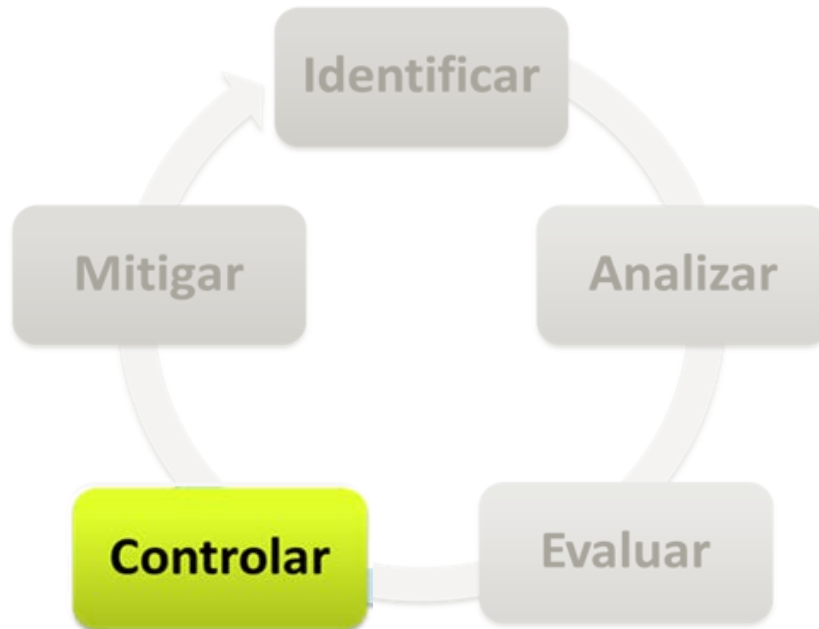 Identificar
Analizar
Evaluar
Controlar
Mitigar